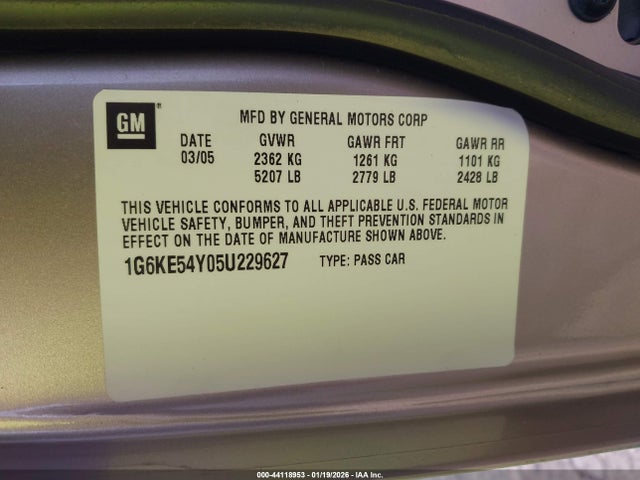 GM
MFD BY GENERAL MOTORS CORP
DATE GVWR GAWR FRT GAWR RR
03/05 2362 KG 1261 KG 1101 KG
5207 LB 2779 LB 2428 LB
THIS VEHICLE CONFORMS TO ALL APPLICABLE U.S. FEDERAL MOTOR
VEHICLE SAFETY, BUMPER, AND THEFT PREVENTION STANDARDS IN
EFFECT ON THE DATE OF MANUFACTURE SHOWN ABOVE.
1G6KE54Y05U229627 TYPE: PASS CAR
000-44118953 - 01/19/2026 - IAA Inc.